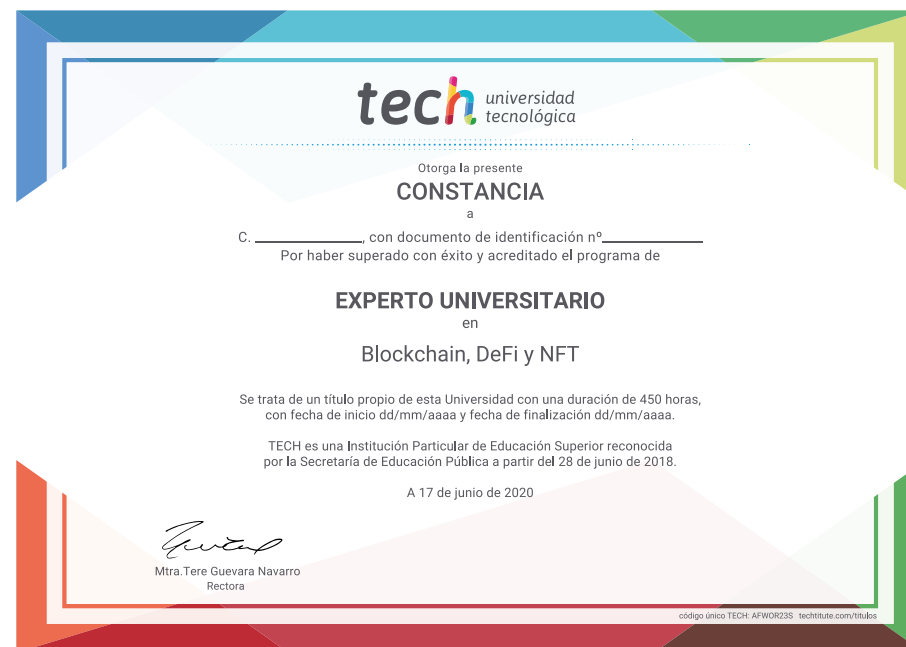 tech universidad
tecnológica
Otorga la presente
CONSTANCIA
a
C. ____________, con documento de identificación nº____________
Por haber superado con éxito y acreditado el programa de
EXPERTO UNIVERSITARIO
en
Blockchain, DeFi y NFT
Se trata de un título propio de esta Universidad con una duración de 450 horas,
con fecha de inicio dd/mm/aaaa y fecha de finalización dd/mm/aaaa.
TECH es una Institución Particular de Educación Superior reconocida
por la Secretaría de Educación Pública a partir del 28 de junio de 2018.
A 17 de junio de 2020
Mtra.Tere Guevara Navarro
Rectora
código único TECH: AFWOR23S techtitute.com/titulos